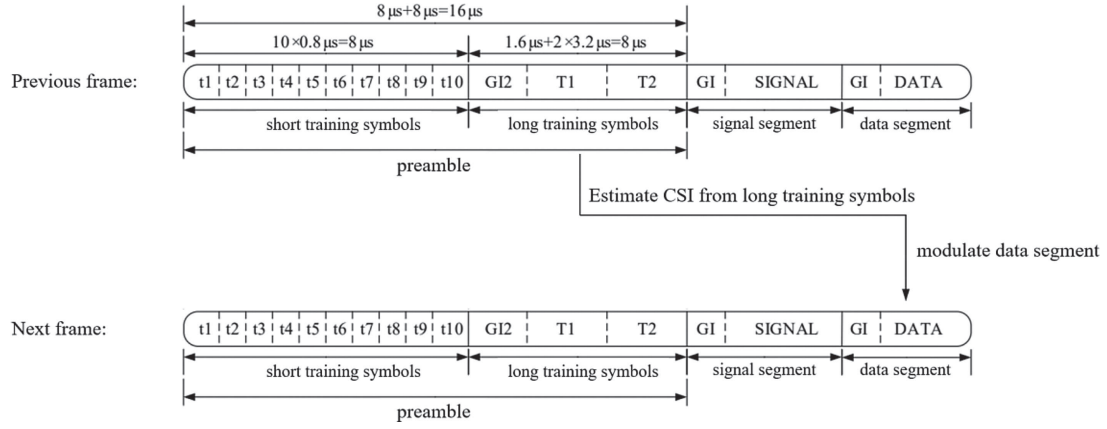 8 μs+8 μs=16 μs
10×0.8 μs=8 μs 1.6 μs+2×3.2 μs=8 μs
Previous frame: t1 t2 t3 t4 t5 t6 t7 t8 t9 t10 GI2 T1 T2 GI SIGNAL GI DATA
short training symbols long training symbols signal segment data segment
preamble
Estimate CSI from long training symbols
modulate data segment
Next frame: t1 t2 t3 t4 t5 t6 t7 t8 t9 t10 GI2 T1 T2 GI SIGNAL GI DATA
short training symbols long training symbols signal segment data segment
preamble